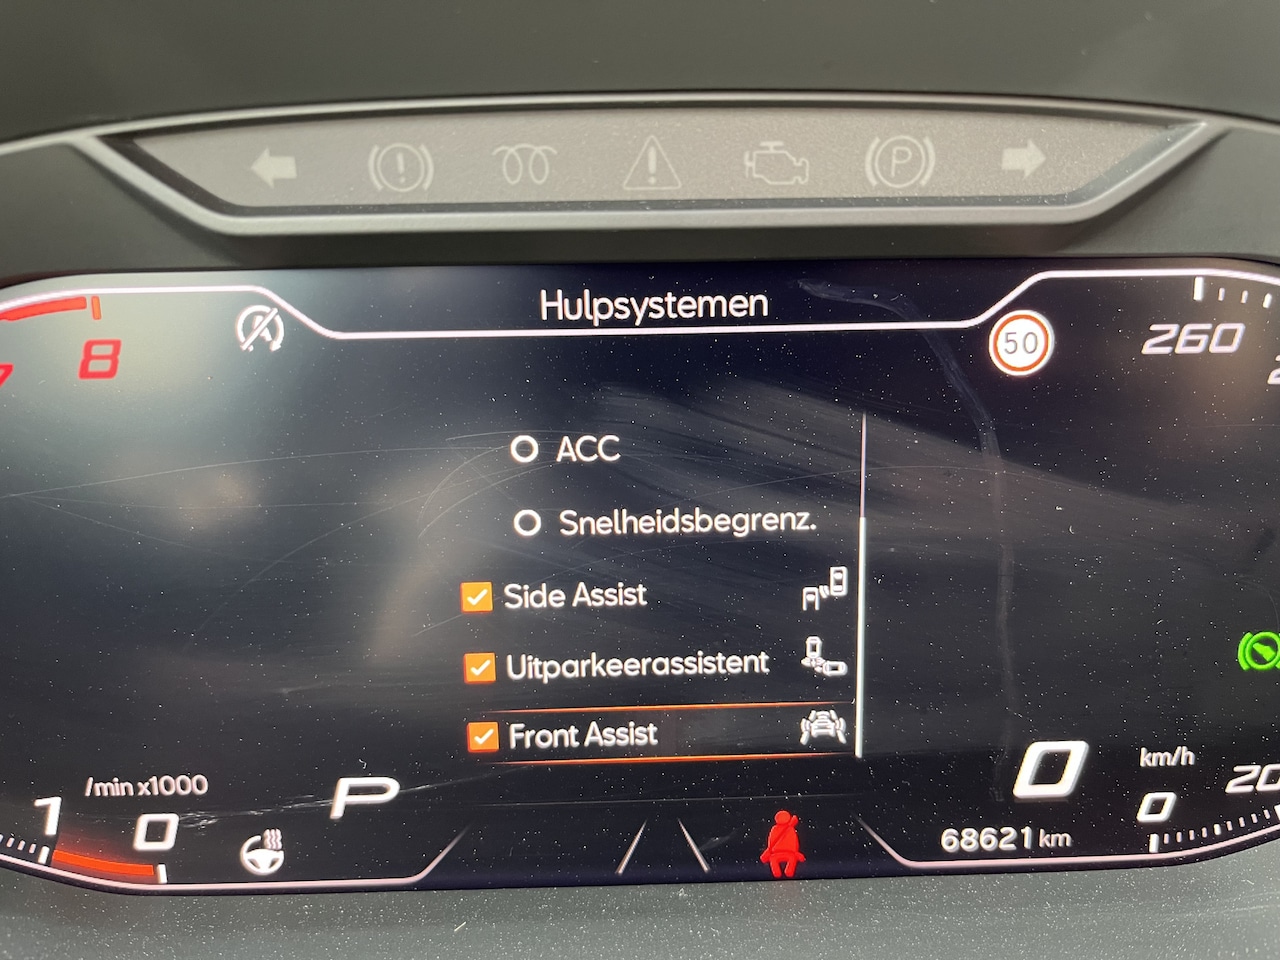 P
Hulpsystemen
8
50
260
ACC
Snelheidsbegrenz.
Side Assist
Uitparkeerassistent
Front Assist
/min x1000
1
0
P
0
km/h
0
20
68621 km